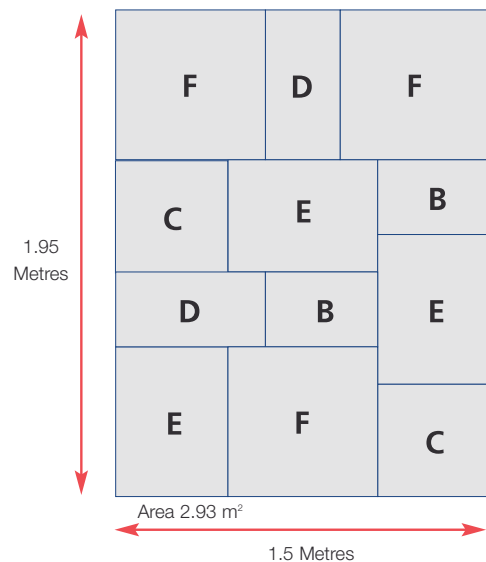 F D F
C E B
1.95
Metres
D B E
E F C
Area 2.93 m²
1.5 Metres